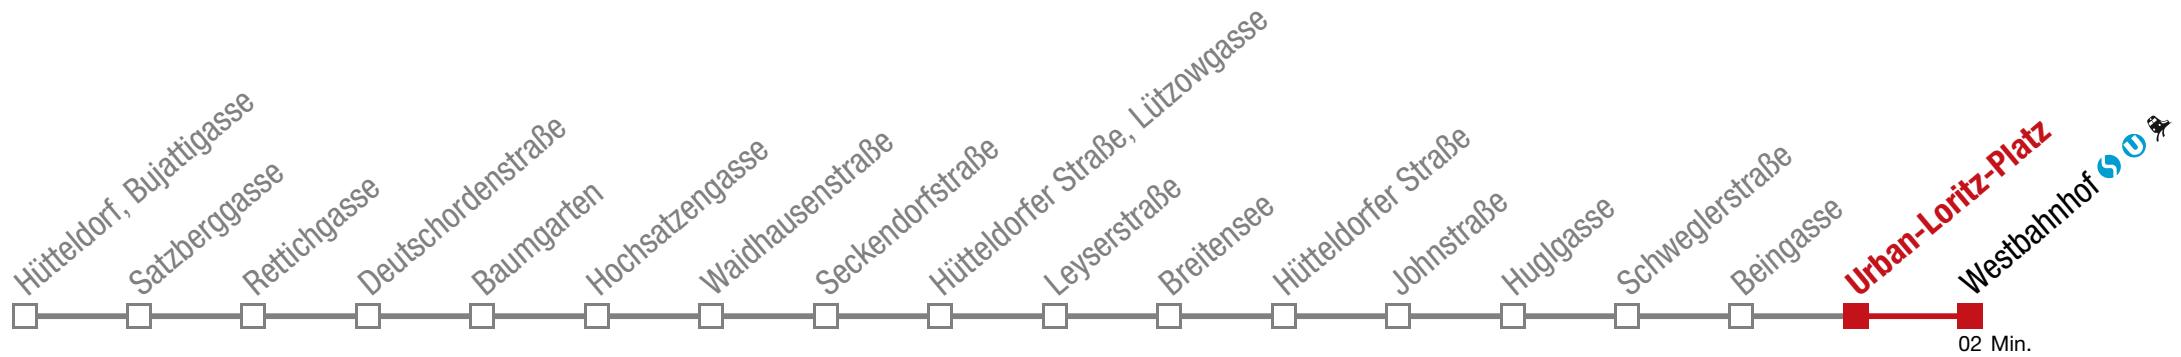 Hütteldorf, Bujattigasse
Satzberggasse
Rettichgasse
Deutschordenstraße
Baumgarten
Hochsatzengasse
Waidhausenstraße
Seckendorfstraße
Hütteldorfer Straße, Lützowgasse
Leyserstraße
Breitensee
Hütteldorfer Straße
Johnstraße
Huglgasse
Schweglerstraße
Beingasse
Urban-Loritz-Platz
Westbahnhof S U
02 Min.